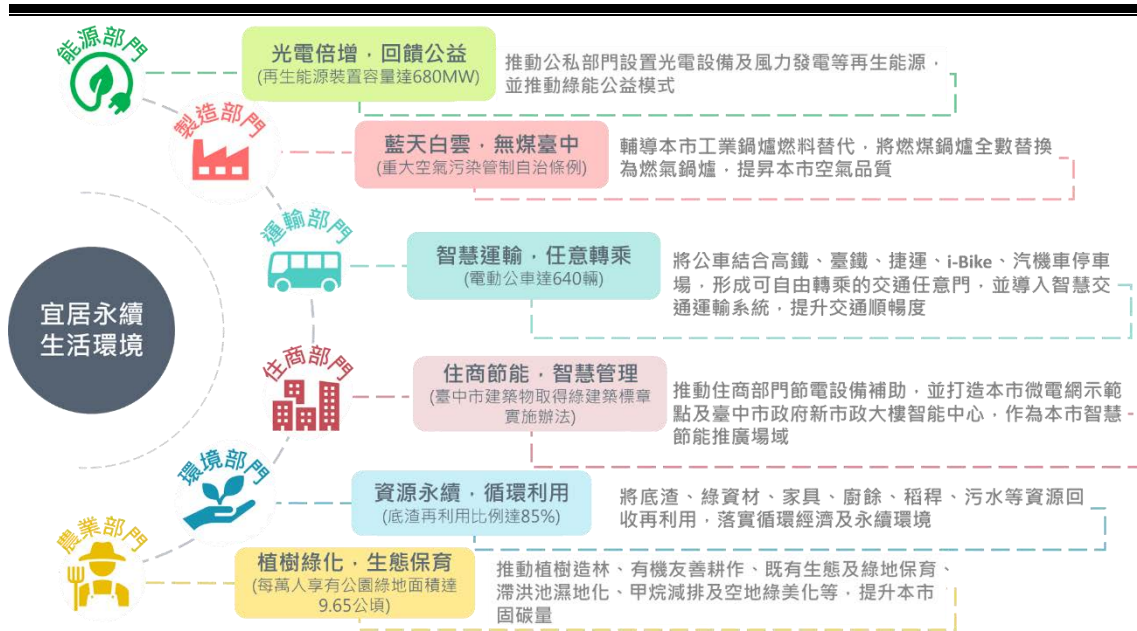 能源部門
光電倍增，回饋公益
(再生能源裝置容量達680MW)
推動公私部門設置光電設備及風力發電等再生能源，
並推動綠能公益模式
製造部門
藍天白雲，無煤臺中
(重大空氣污染管制自治條例)
輔導本市工業鍋爐燃料替代，將燃煤鍋爐全數替換
為燃氣鍋爐，提昇本市空氣品質
運輸部門
智慧運輸，任意轉乘
(電動公車達640輛)
將公車結合高鐵、臺鐵、捷運、i-Bike、汽機車停車
場，形成可自由轉乘的交通任意門，並導入智慧交
通運輸系統，提升交通順暢度
宜居永續
生活環境
住商部門
住商節能，智慧管理
(臺中市建築物取得綠建築標章
實施辦法)
推動住商部門節電設備補助，並打造本市微電網示範
點及臺中市政府新市政大樓智能中心，作為本市智慧
節能推廣場域
環境部門
資源永續，循環利用
(底渣再利用比例達85%)
將底渣、綠資材、家具、廚餘、稻稈、污水等資源回
收再利用，落實循環經濟及永續環境
農業部門
植樹綠化，生態保育
(每萬人享有公園綠地面積達
9.65公頃)
推動植樹造林、有機友善耕作、既有生態及綠地保育、
滯洪池濕地化、甲烷減排及空地綠美化等，提升本市
固碳量